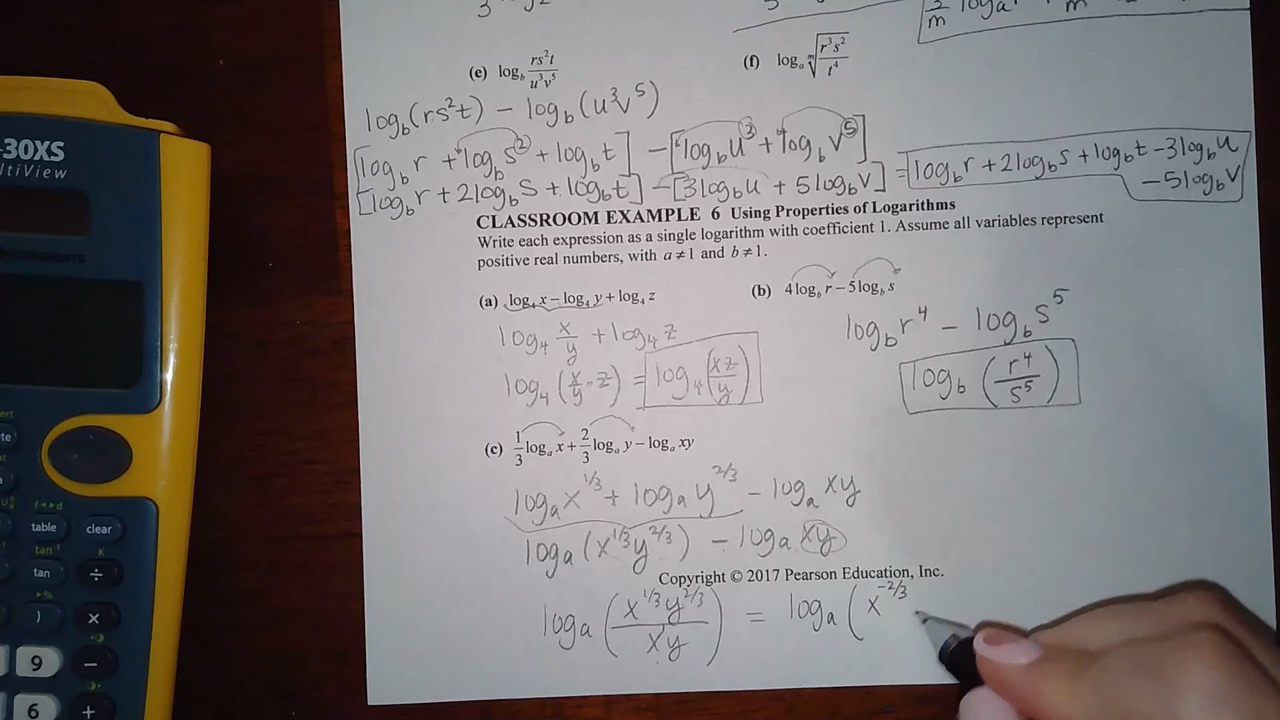 (e) log_b rs²t / u³v⁵
(f) log_a ᵐ√(r³s² / t⁴)
log_b(rs²t) − log_b(u³v⁵)
[log_b r + log_b s² + log_b t] − [log_b u³ + log_b v⁵]
[log_b r + 2log_b s + log_b t] − [3log_b u + 5log_b v] = log_b r + 2log_b s + log_b t − 3log_b u
− 5log_b v
CLASSROOM EXAMPLE 6 Using Properties of Logarithms
Write each expression as a single logarithm with coefficient 1. Assume all variables represent
positive real numbers, with a ≠ 1 and b ≠ 1.
(a) log₄ x − log₄ y + log₄ z
(b) 4 log_b r − 5 log_b s
log₄ x/y + log₄ z
log_b r⁴ − log_b s⁵
log₄ (x/y · z) = log₄ (xz/y)
log_b (r⁴/s⁵)
(c) 1/3 log_a x + 2/3 log_a y − log_a xy
log_a x^1/3 + log_a y^2/3 − log_a xy
log_a (x^1/3 y^2/3) − log_a xy
Copyright © 2017 Pearson Education, Inc.
log_a (x^1/3 y^2/3 / xy) = log_a (x^-2/3
-30XS
ltiView
table
clear
tan⁻¹
tan
÷
)
×
9
−
6
+